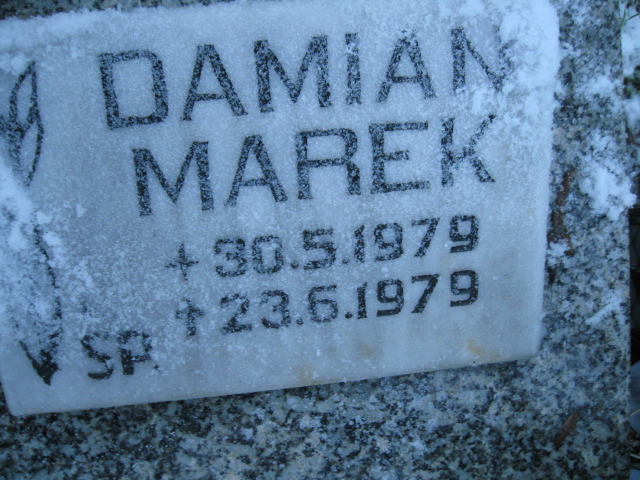 DAMIAN
MAREK
+30.5.1979
†23.6.1979
SP.